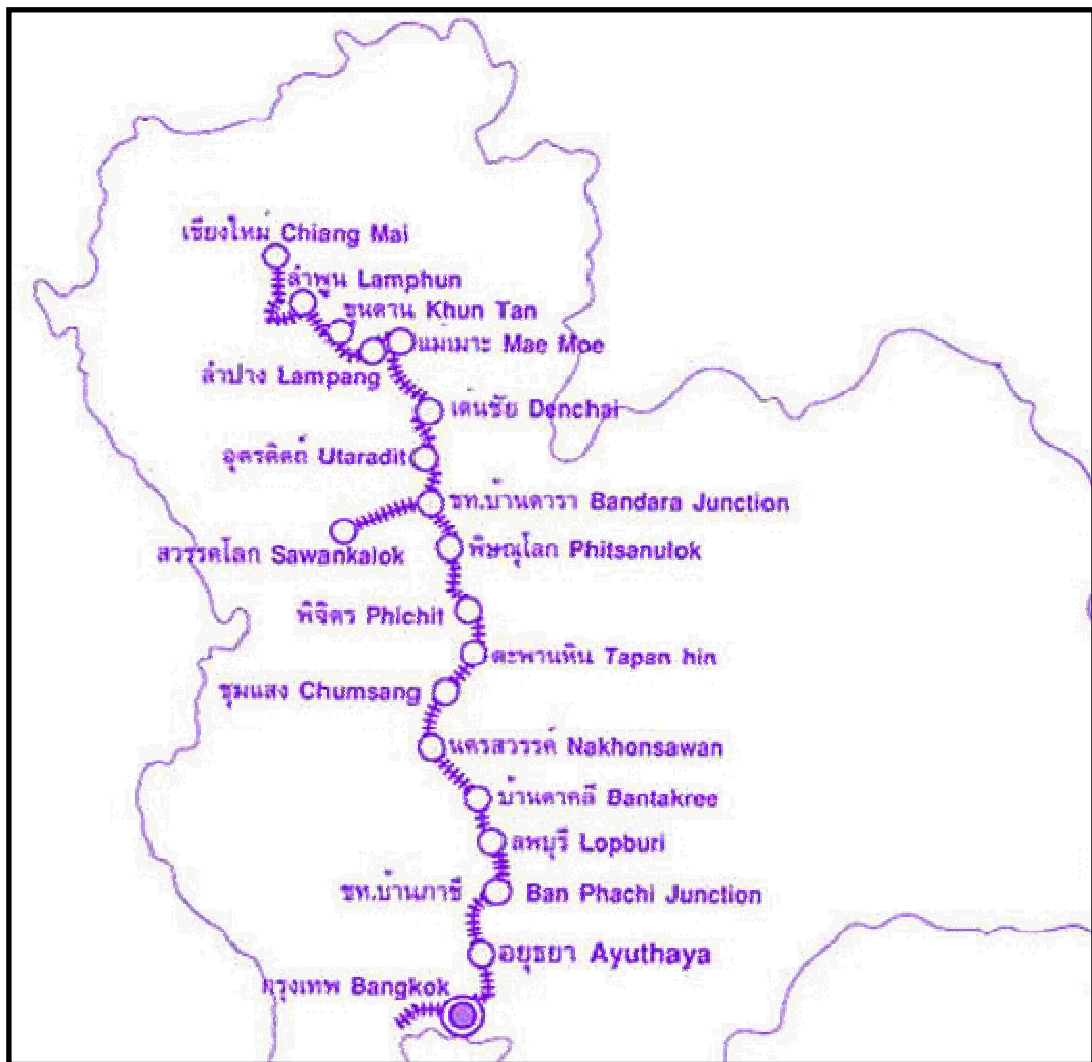 เชียงใหม่ Chiang Mai
ลำพูน Lamphun
ขุนตาน Khun Tan
แม่เมาะ Mae Moe
ลำปาง Lampang
เด่นชัย Denchai
อุตรดิตถ์ Utaradit
ชท.บ้านดารา Bandara Junction
สวรรคโลก Sawankalok
พิษณุโลก Phitsanulok
พิจิตร Phichit
ตะพานหิน Tapan hin
ชุมแสง Chumsang
นครสวรรค์ Nakhonsawan
บ้านตาคลี Bantakree
ลพบุรี Lopburi
ชท.บ้านภาชี Ban Phachi Junction
อยุธยา Ayuthaya
กรุงเทพ Bangkok